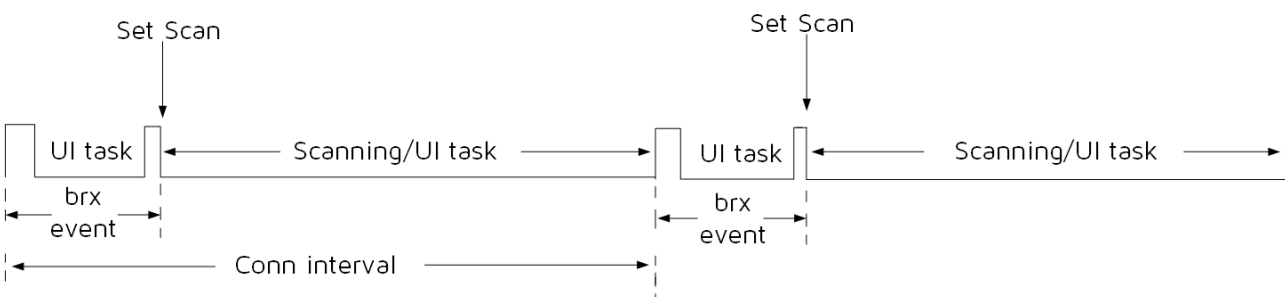 Set Scan
Set Scan
UI task
Scanning/UI task
UI task
Scanning/UI task
brx
event
brx
event
Conn interval